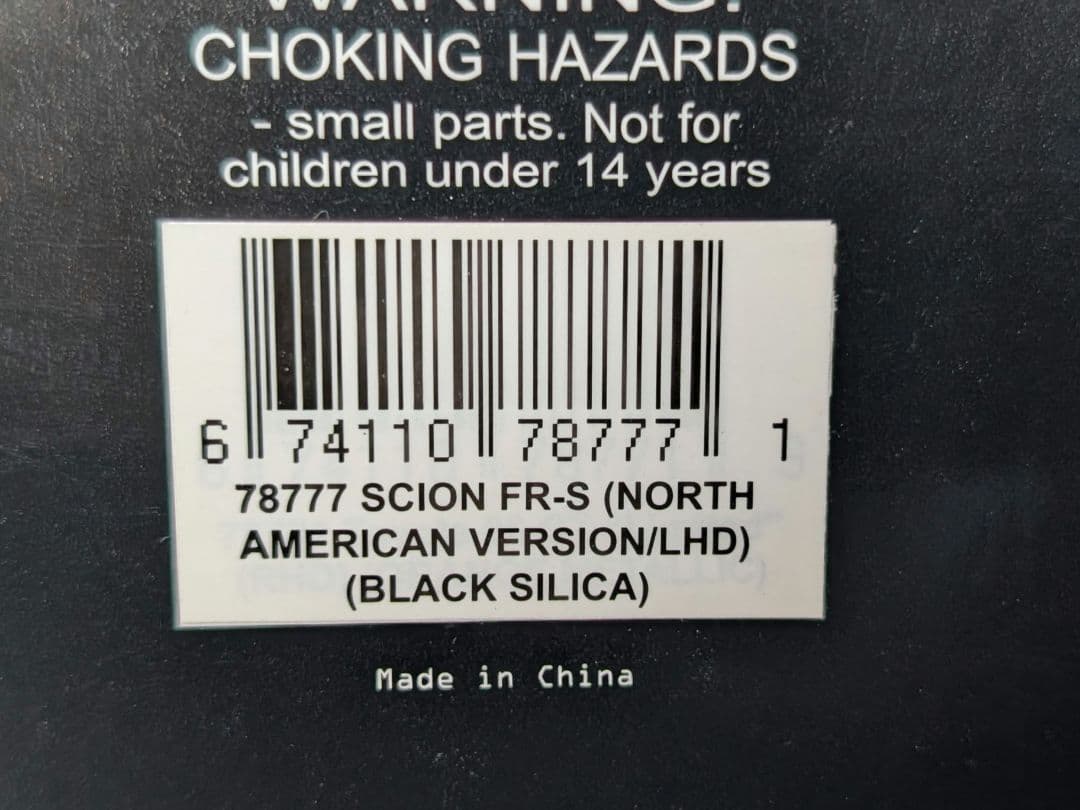 WARNING:
CHOKING HAZARDS
- small parts. Not for
children under 14 years
6 74110 78777 1
78777 SCION FR-S (NORTH
AMERICAN VERSION/LHD)
(BLACK SILICA)
Made in China